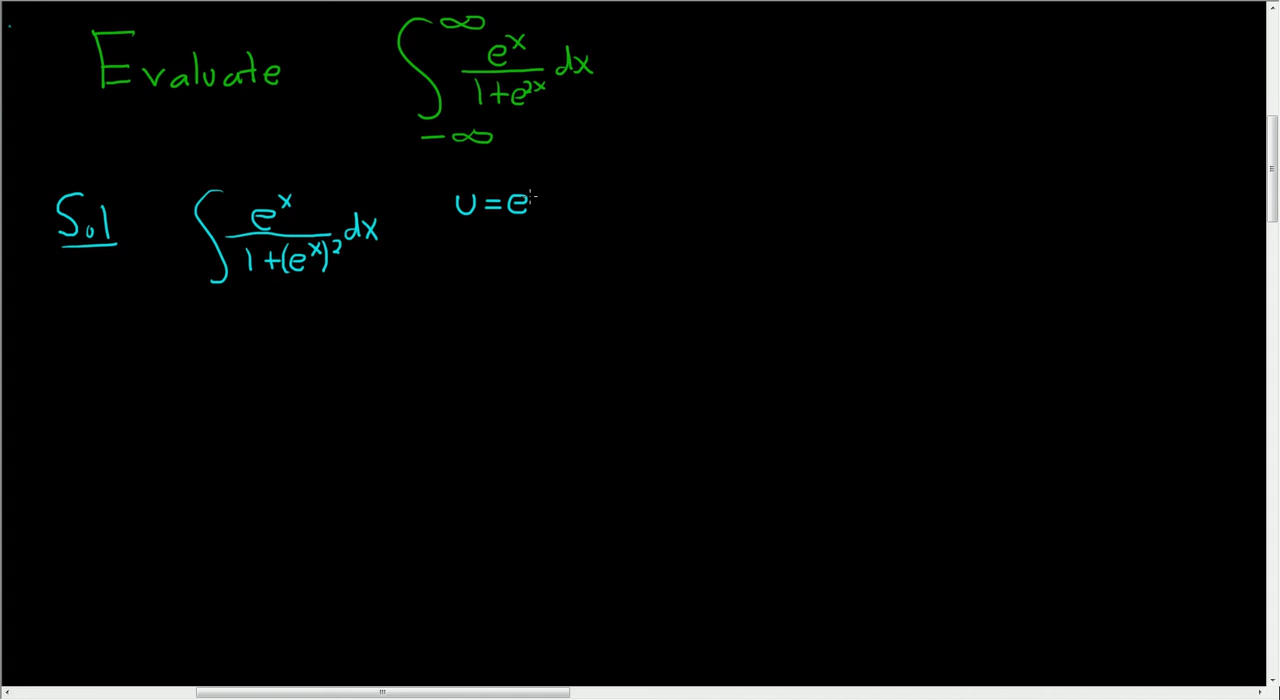 Evaluate ∫_{-∞}^{∞} e^x/(1+e^{2x}) dx
Sol ∫ e^x/(1+(e^x)^2) dx u=e